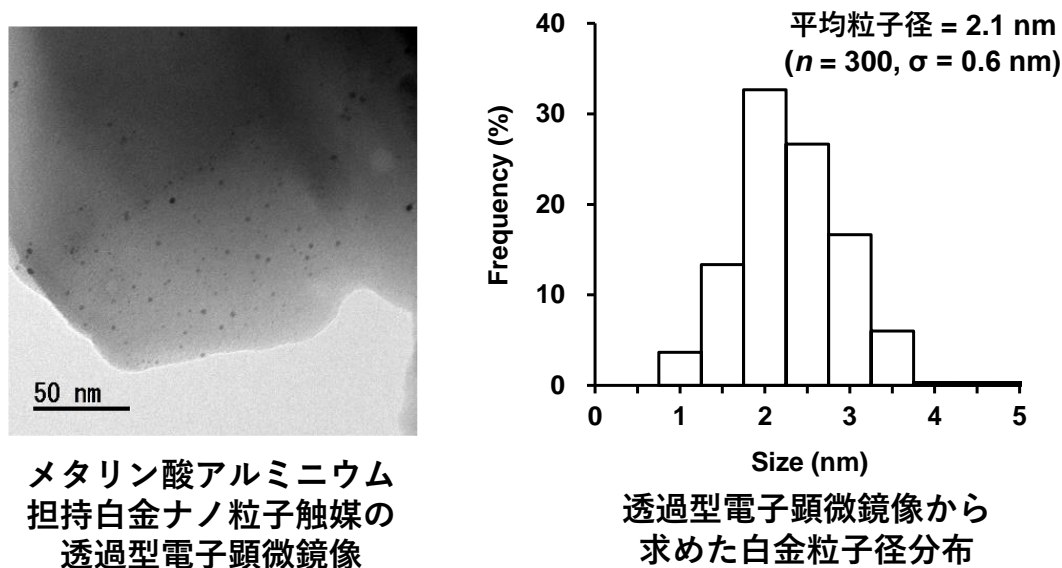 50 nm
メタリン酸アルミニウム
担持白金ナノ粒子触媒の
透過型電子顕微鏡像
平均粒子径 = 2.1 nm
(n = 300, σ = 0.6 nm)
Frequency (%)
40
30
20
10
0
0 1 2 3 4 5
Size (nm)
透過型電子顕微鏡像から
求めた白金粒子径分布